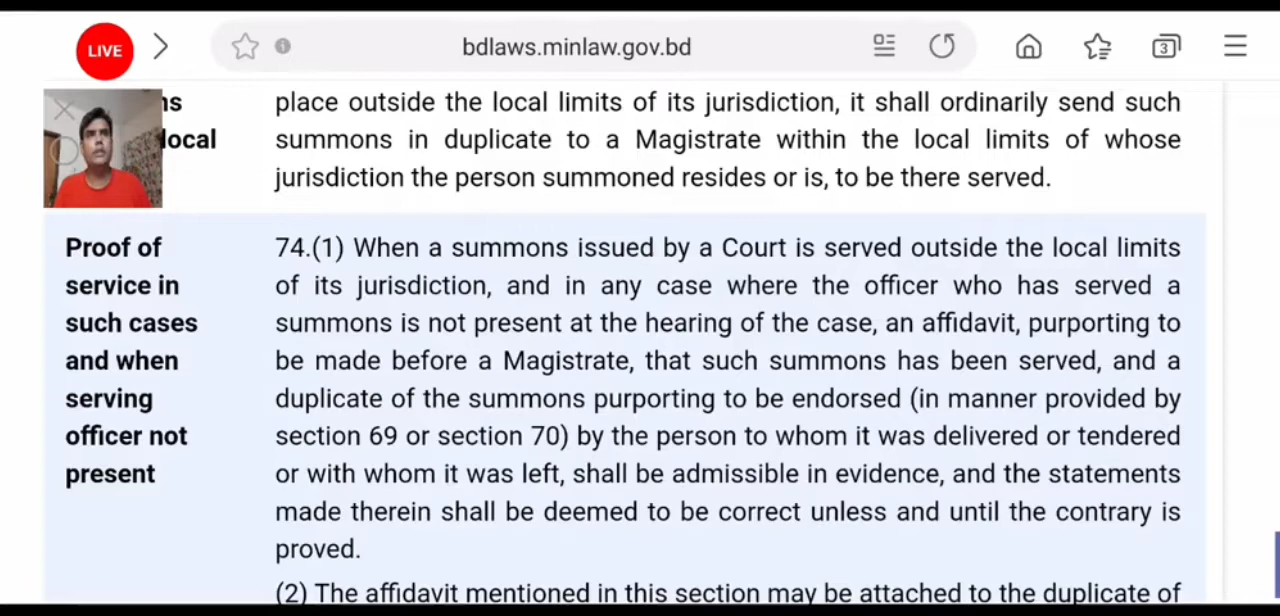 LIVE
bdlaws.minlaw.gov.bd
3
ns
local
place outside the local limits of its jurisdiction, it shall ordinarily send such
summons in duplicate to a Magistrate within the local limits of whose
jurisdiction the person summoned resides or is, to be there served.
Proof of
service in
such cases
and when
serving
officer not
present
74.(1) When a summons issued by a Court is served outside the local limits
of its jurisdiction, and in any case where the officer who has served a
summons is not present at the hearing of the case, an affidavit, purporting to
be made before a Magistrate, that such summons has been served, and a
duplicate of the summons purporting to be endorsed (in manner provided by
section 69 or section 70) by the person to whom it was delivered or tendered
or with whom it was left, shall be admissible in evidence, and the statements
made therein shall be deemed to be correct unless and until the contrary is
proved.
(2) The affidavit mentioned in this section may be attached to the duplicate of